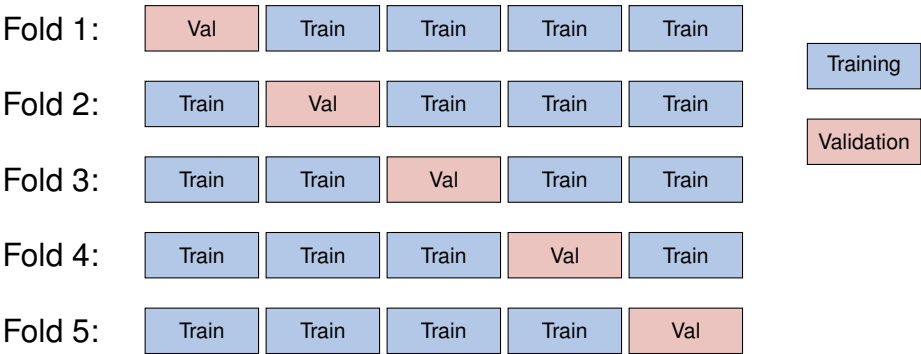 Fold 1: Val Train Train Train Train
Training
Fold 2: Train Val Train Train Train
Validation
Fold 3: Train Train Val Train Train
Fold 4: Train Train Train Val Train
Fold 5: Train Train Train Train Val